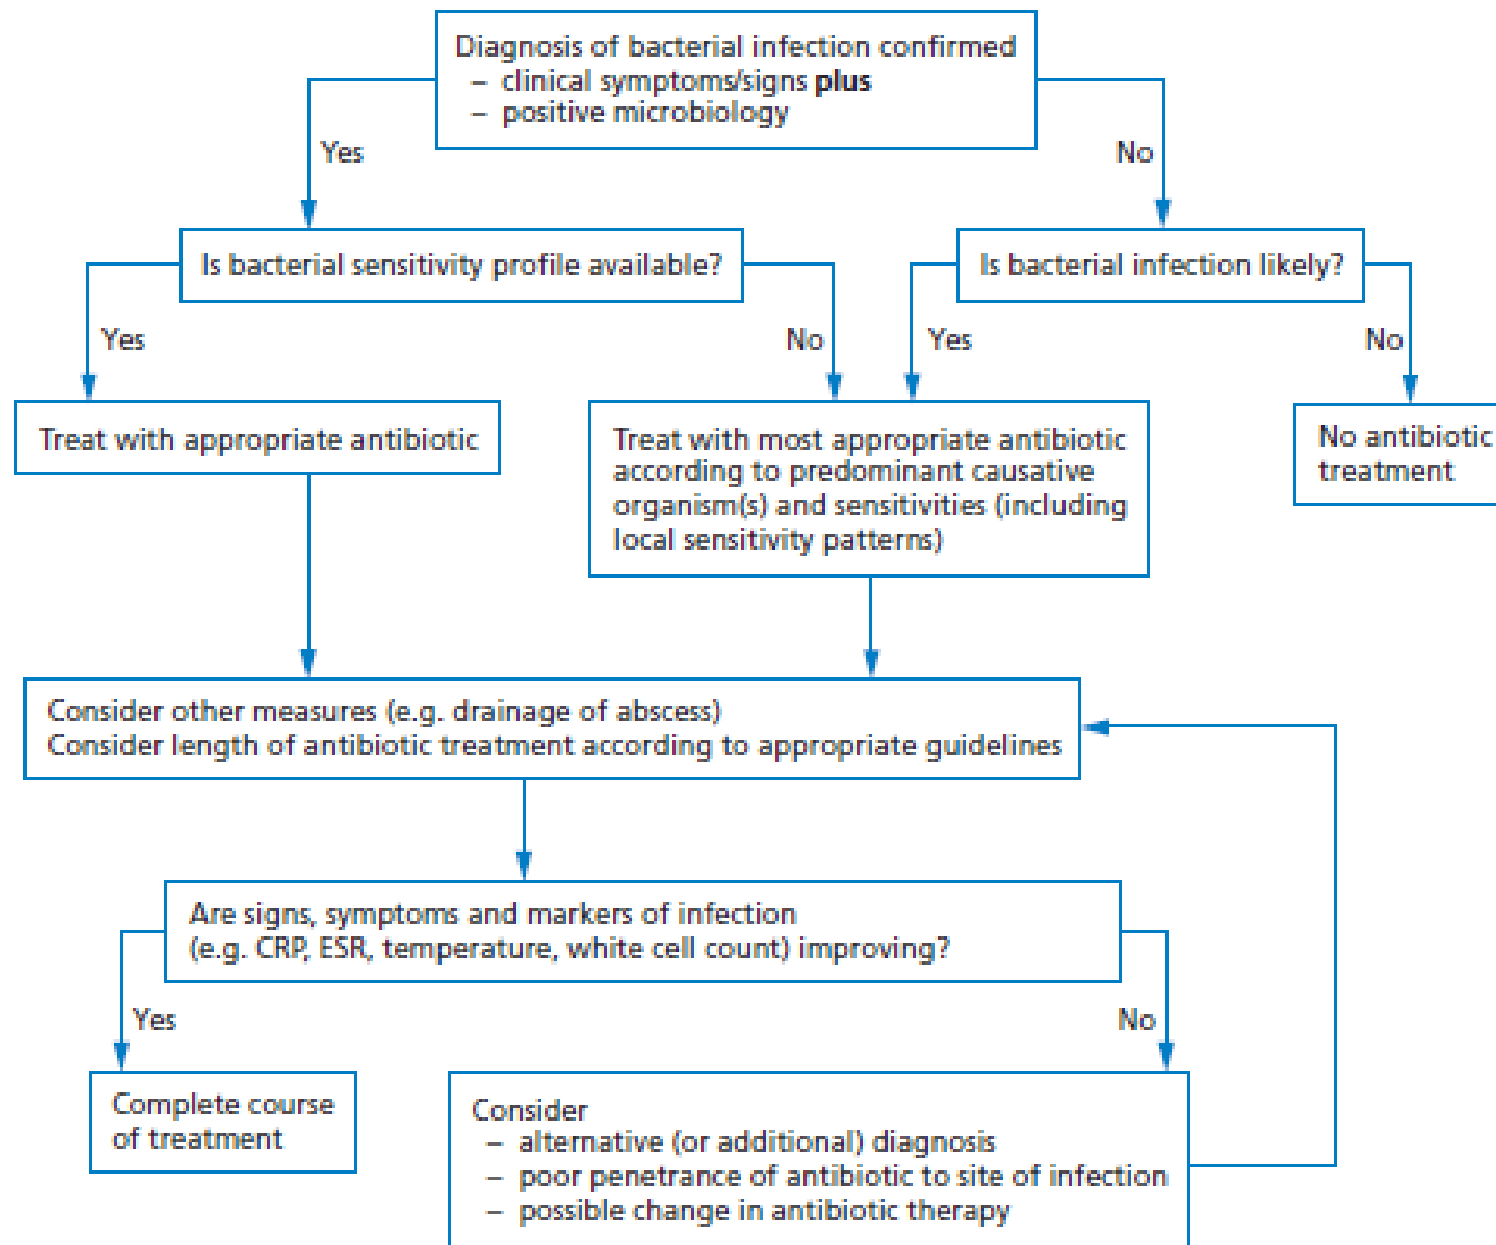 Diagnosis of bacterial infection confirmed
– clinical symptoms/signs plus
– positive microbiology
Yes
No
Is bacterial sensitivity profile available?
Is bacterial infection likely?
Yes
No
Yes
No
Treat with appropriate antibiotic
Treat with most appropriate antibiotic
according to predominant causative
organism(s) and sensitivities (including
local sensitivity patterns)
No antibiotic
treatment
Consider other measures (e.g. drainage of abscess)
Consider length of antibiotic treatment according to appropriate guidelines
Are signs, symptoms and markers of infection
(e.g. CRP, ESR, temperature, white cell count) improving?
Yes
No
Complete course
of treatment
Consider
– alternative (or additional) diagnosis
– poor penetrance of antibiotic to site of infection
– possible change in antibiotic therapy